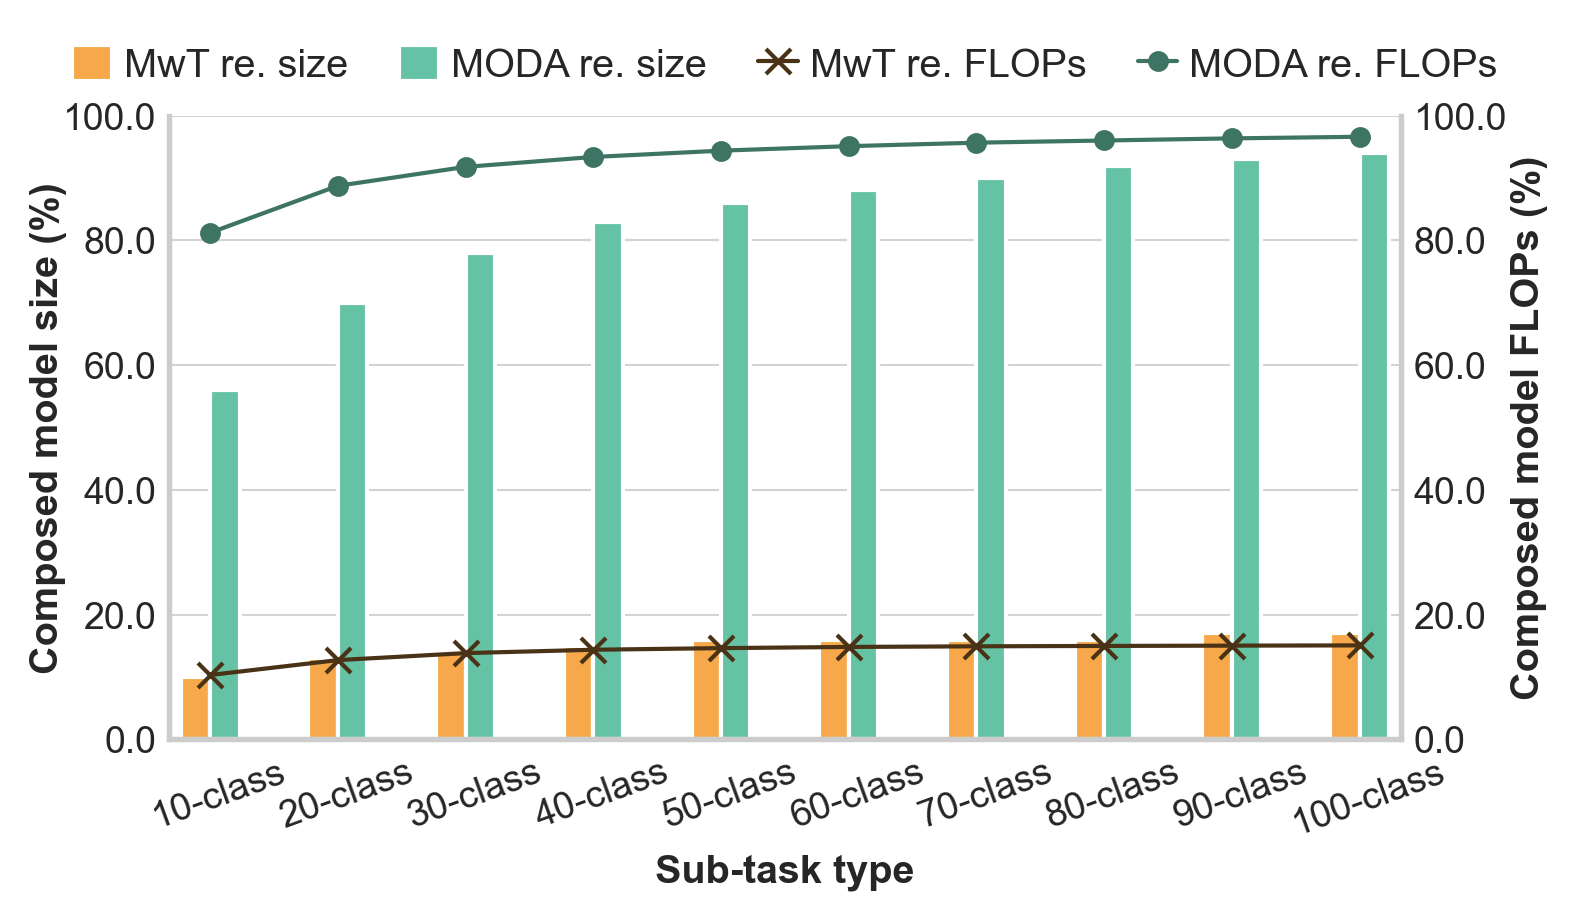 MwT re. size MODA re. size MwT re. FLOPs MODA re. FLOPs
100.0 100.0
80.0 80.0
60.0 60.0
40.0 40.0
20.0 20.0
0.0 0.0
Composed model size (%)
Composed model FLOPs (%)
10-class 20-class 30-class 40-class 50-class 60-class 70-class 80-class 90-class 100-class
Sub-task type